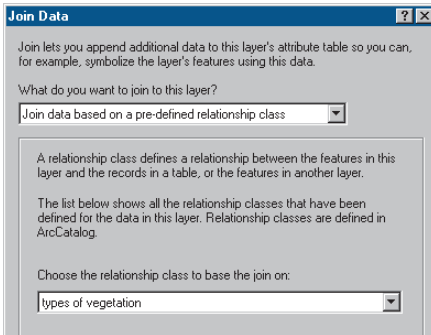 Join Data
Join lets you append additional data to this layer's attribute table so you can,
for example, symbolize the layer's features using this data.
What do you want to join to this layer?
Join data based on a pre-defined relationship class
A relationship class defines a relationship between the features in this
layer and the records in a table, or the features in another layer.
The list below shows all the relationship classes that have been
defined for the data in this layer. Relationship classes are defined in
ArcCatalog.
Choose the relationship class to base the join on:
types of vegetation